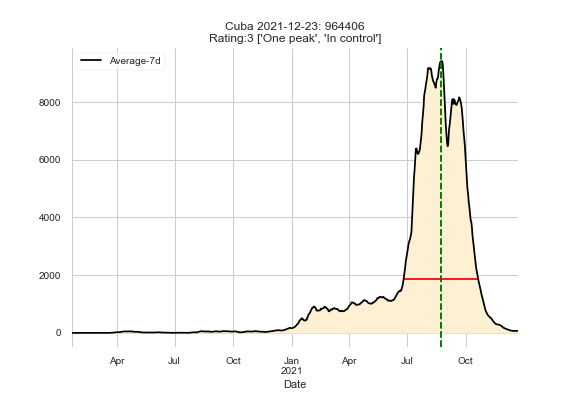 Cuba 2021-12-23: 964406
Rating:3 ['One peak', 'In control']
Average-7d
8000
6000
4000
2000
0
Apr Jul Oct Jan Apr Jul Oct
2021
Date